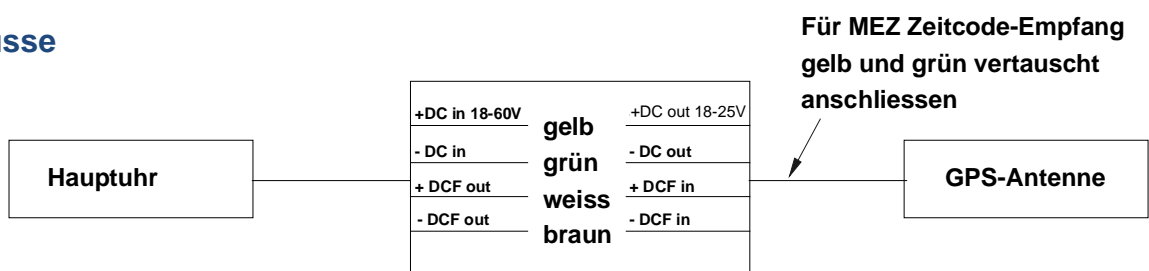 Für MEZ Zeitcode-Empfang
gelb und grün vertauscht
anschliessen
+DC in 18-60V
gelb
+DC out 18-25V
- DC in
grün
- DC out
Hauptuhr
+ DCF out
weiss
+ DCF in
GPS-Antenne
- DCF out
braun
- DCF in